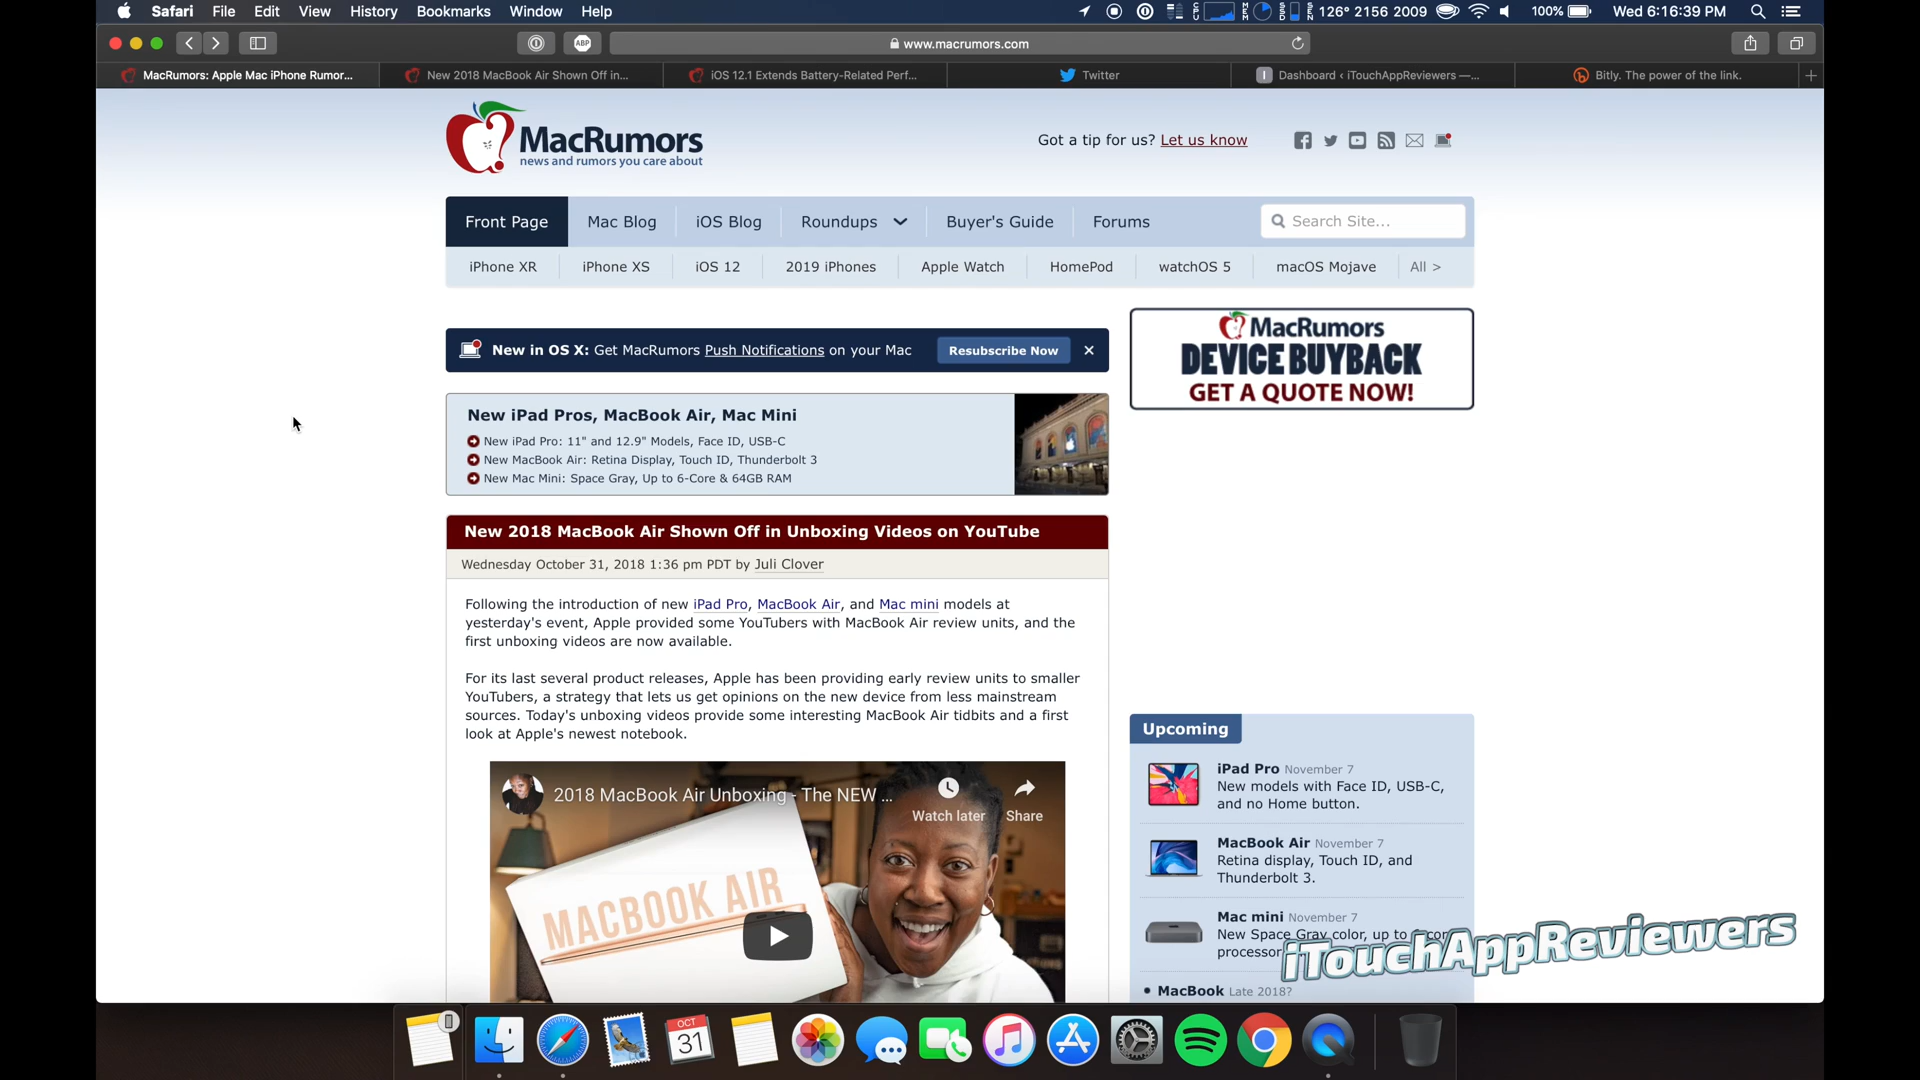 Safari File Edit View History Bookmarks Window Help
126° 2156 2009 100% Wed 6:16:39 PM
ABP www.macrumors.com
MacRumors: Apple Mac iPhone Rumor...
New 2018 MacBook Air Shown Off in...
iOS 12.1 Extends Battery-Related Perf...
Twitter
Dashboard ‹ iTouchAppReviewers —...
Bitly. The power of the link.
MacRumors
news and rumors you care about
Got a tip for us? Let us know
Front Page Mac Blog iOS Blog Roundups Buyer's Guide Forums Search Site...
iPhone XR iPhone XS iOS 12 2019 iPhones Apple Watch HomePod watchOS 5 macOS Mojave All >
New in OS X: Get MacRumors Push Notifications on your Mac Resubscribe Now
MacRumors
DEVICE BUYBACK
GET A QUOTE NOW!
New iPad Pros, MacBook Air, Mac Mini
New iPad Pro: 11" and 12.9" Models, Face ID, USB-C
New MacBook Air: Retina Display, Touch ID, Thunderbolt 3
New Mac Mini: Space Gray, Up to 6-Core & 64GB RAM
New 2018 MacBook Air Shown Off in Unboxing Videos on YouTube
Wednesday October 31, 2018 1:36 pm PDT by Juli Clover
Following the introduction of new iPad Pro, MacBook Air, and Mac mini models at
yesterday's event, Apple provided some YouTubers with MacBook Air review units, and the
first unboxing videos are now available.
For its last several product releases, Apple has been providing early review units to smaller
YouTubers, a strategy that lets us get opinions on the new device from less mainstream
sources. Today's unboxing videos provide some interesting MacBook Air tidbits and a first
look at Apple's newest notebook.
2018 MacBook Air Unboxing - The NEW ...
Watch later Share
MACBOOK AIR
Upcoming
iPad Pro November 7
New models with Face ID, USB-C,
and no Home button.
MacBook Air November 7
Retina display, Touch ID, and
Thunderbolt 3.
Mac mini November 7
New Space Gray color, up to
processor
MacBook Late 2018?
iTouchAppReviewers
OCT
31